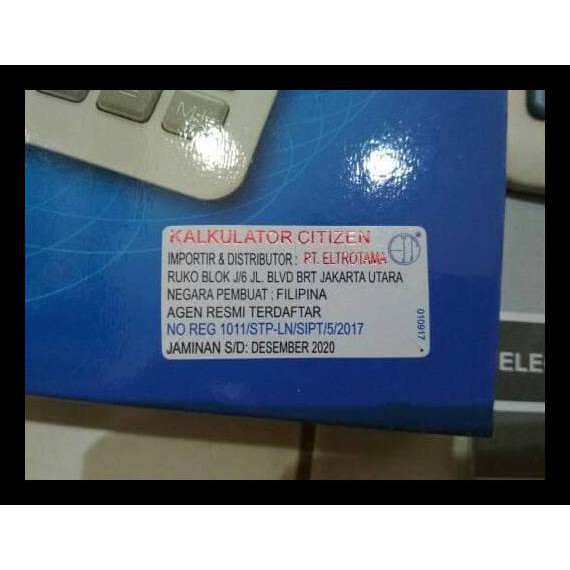 KALKULATOR CITIZEN
IMPORTIR & DISTRIBUTOR : PT. ELTROTAMA
RUKO BLOK J/6 JL. BLVD BRT JAKARTA UTARA
NEGARA PEMBUAT : FILIPINA
AGEN RESMI TERDAFTAR
NO REG 1011/STP-LN/SIPT/5/2017
JAMINAN S/D: DESEMBER 2020
010917
ELE